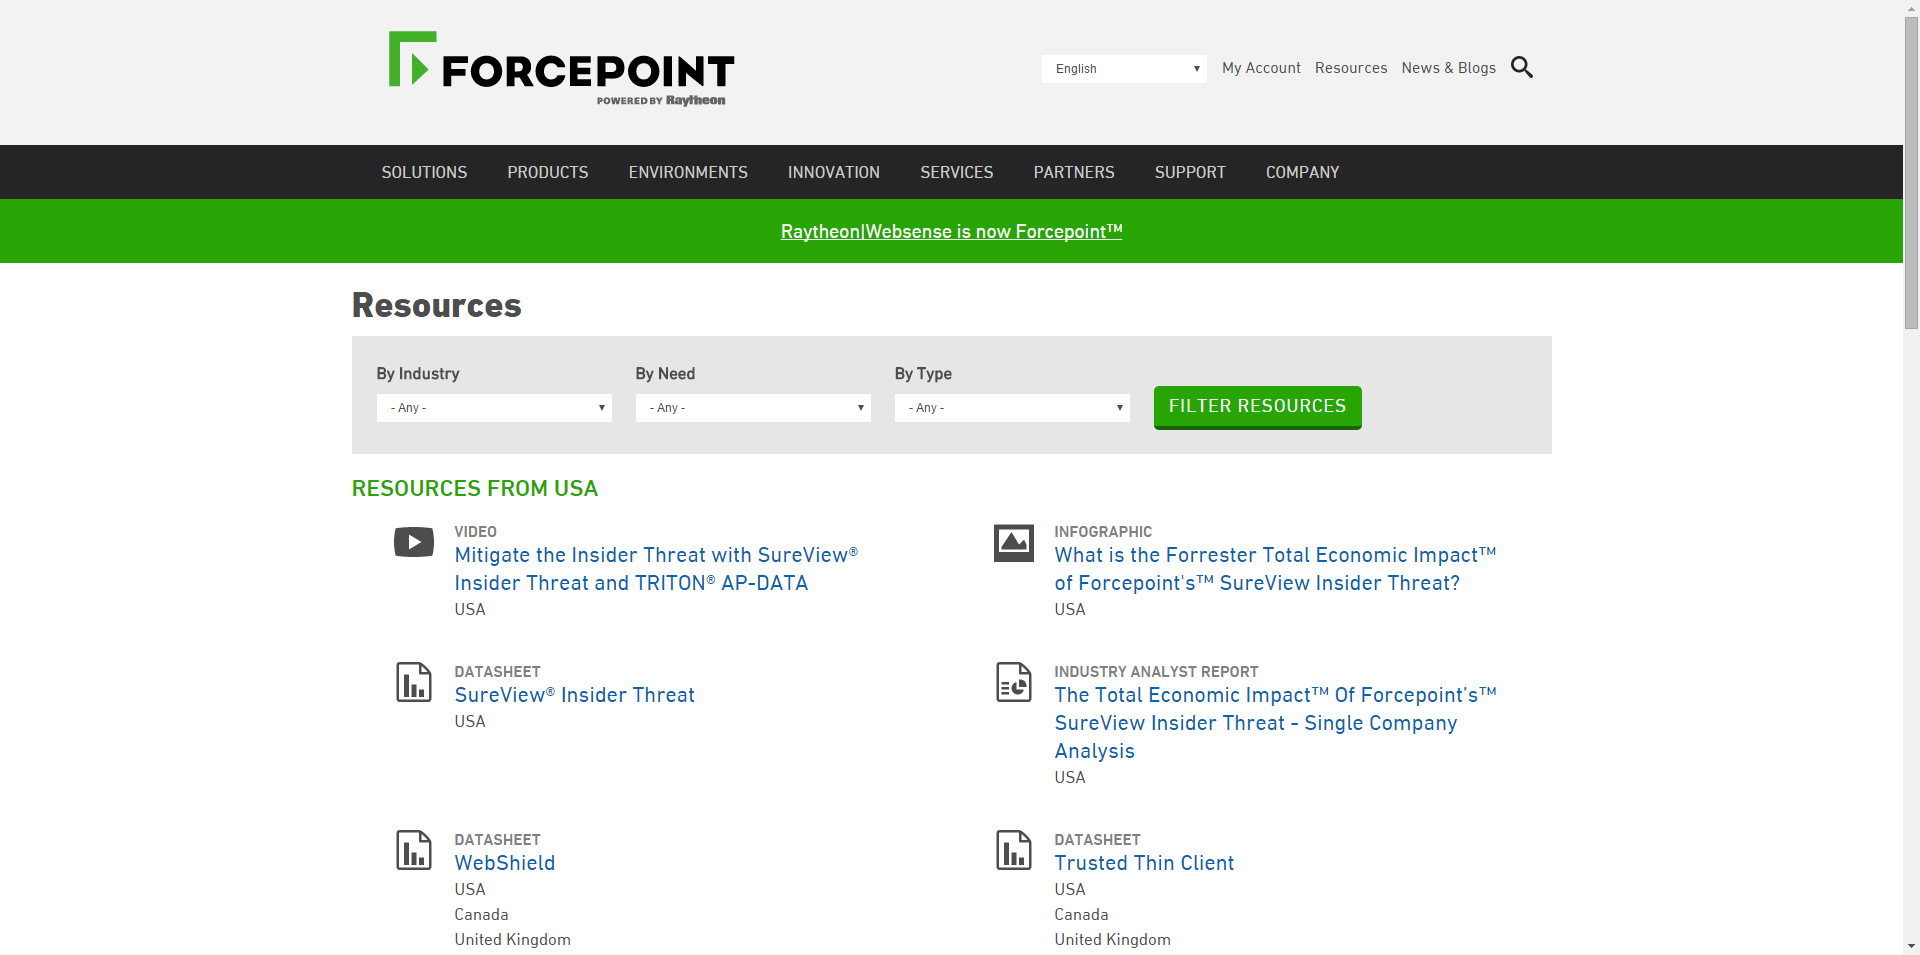 FORCEPOINT
POWERED BY Raytheon
English
My Account
Resources
News & Blogs
SOLUTIONS
PRODUCTS
ENVIRONMENTS
INNOVATION
SERVICES
PARTNERS
SUPPORT
COMPANY
Raytheon|Websense is now Forcepoint™
Resources
By Industry
- Any -
By Need
- Any -
By Type
- Any -
FILTER RESOURCES
RESOURCES FROM USA
VIDEO
Mitigate the Insider Threat with SureView®
Insider Threat and TRITON® AP-DATA
USA
INFOGRAPHIC
What is the Forrester Total Economic Impact™
of Forcepoint's™ SureView Insider Threat?
USA
DATASHEET
SureView® Insider Threat
USA
INDUSTRY ANALYST REPORT
The Total Economic Impact™ Of Forcepoint’s™
SureView Insider Threat - Single Company
Analysis
USA
DATASHEET
WebShield
USA
Canada
United Kingdom
DATASHEET
Trusted Thin Client
USA
Canada
United Kingdom